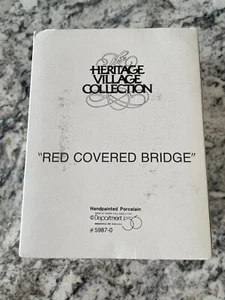 The
HERITAGE
VILLAGE
COLLECTION
"RED COVERED BRIDGE"
Handpainted Porcelain
©Department 56
#5987-0